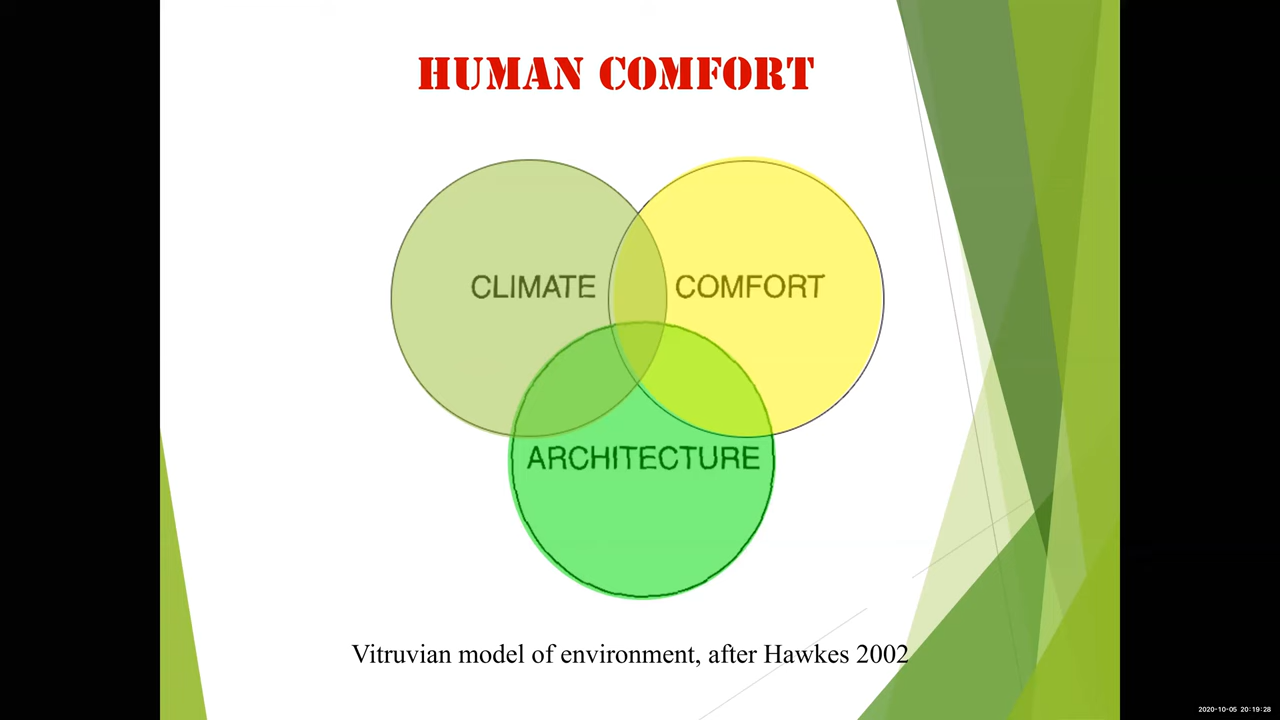 HUMAN COMFORT
CLIMATE
COMFORT
ARCHITECTURE
Vitruvian model of environment, after Hawkes 2002
2020-10-05 20:19:28